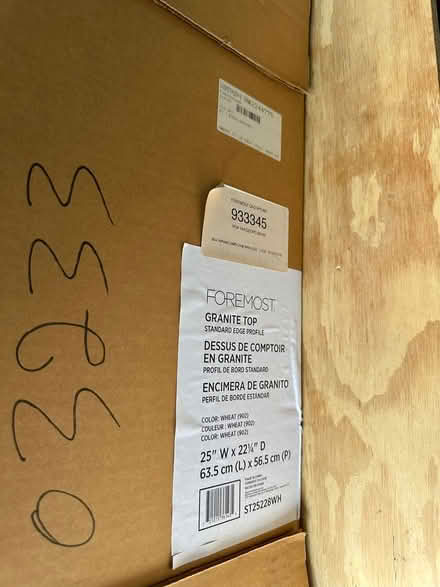 933345
FOREMOST
GRANITE TOP
STANDARD EDGE PROFILE
DESSUS DE COMPTOIR
EN GRANITE
PROFIL DE BORD STANDARD
ENCIMERA DE GRANITO
PERFIL DE BORDE ESTÁNDAR
COLOR: WHEAT (902)
COULEUR : WHEAT (902)
COLOR: WHEAT (902)
25" W x 22¼" D
63.5 cm (L) x 56.5 cm (P)
ST25228WH
03233